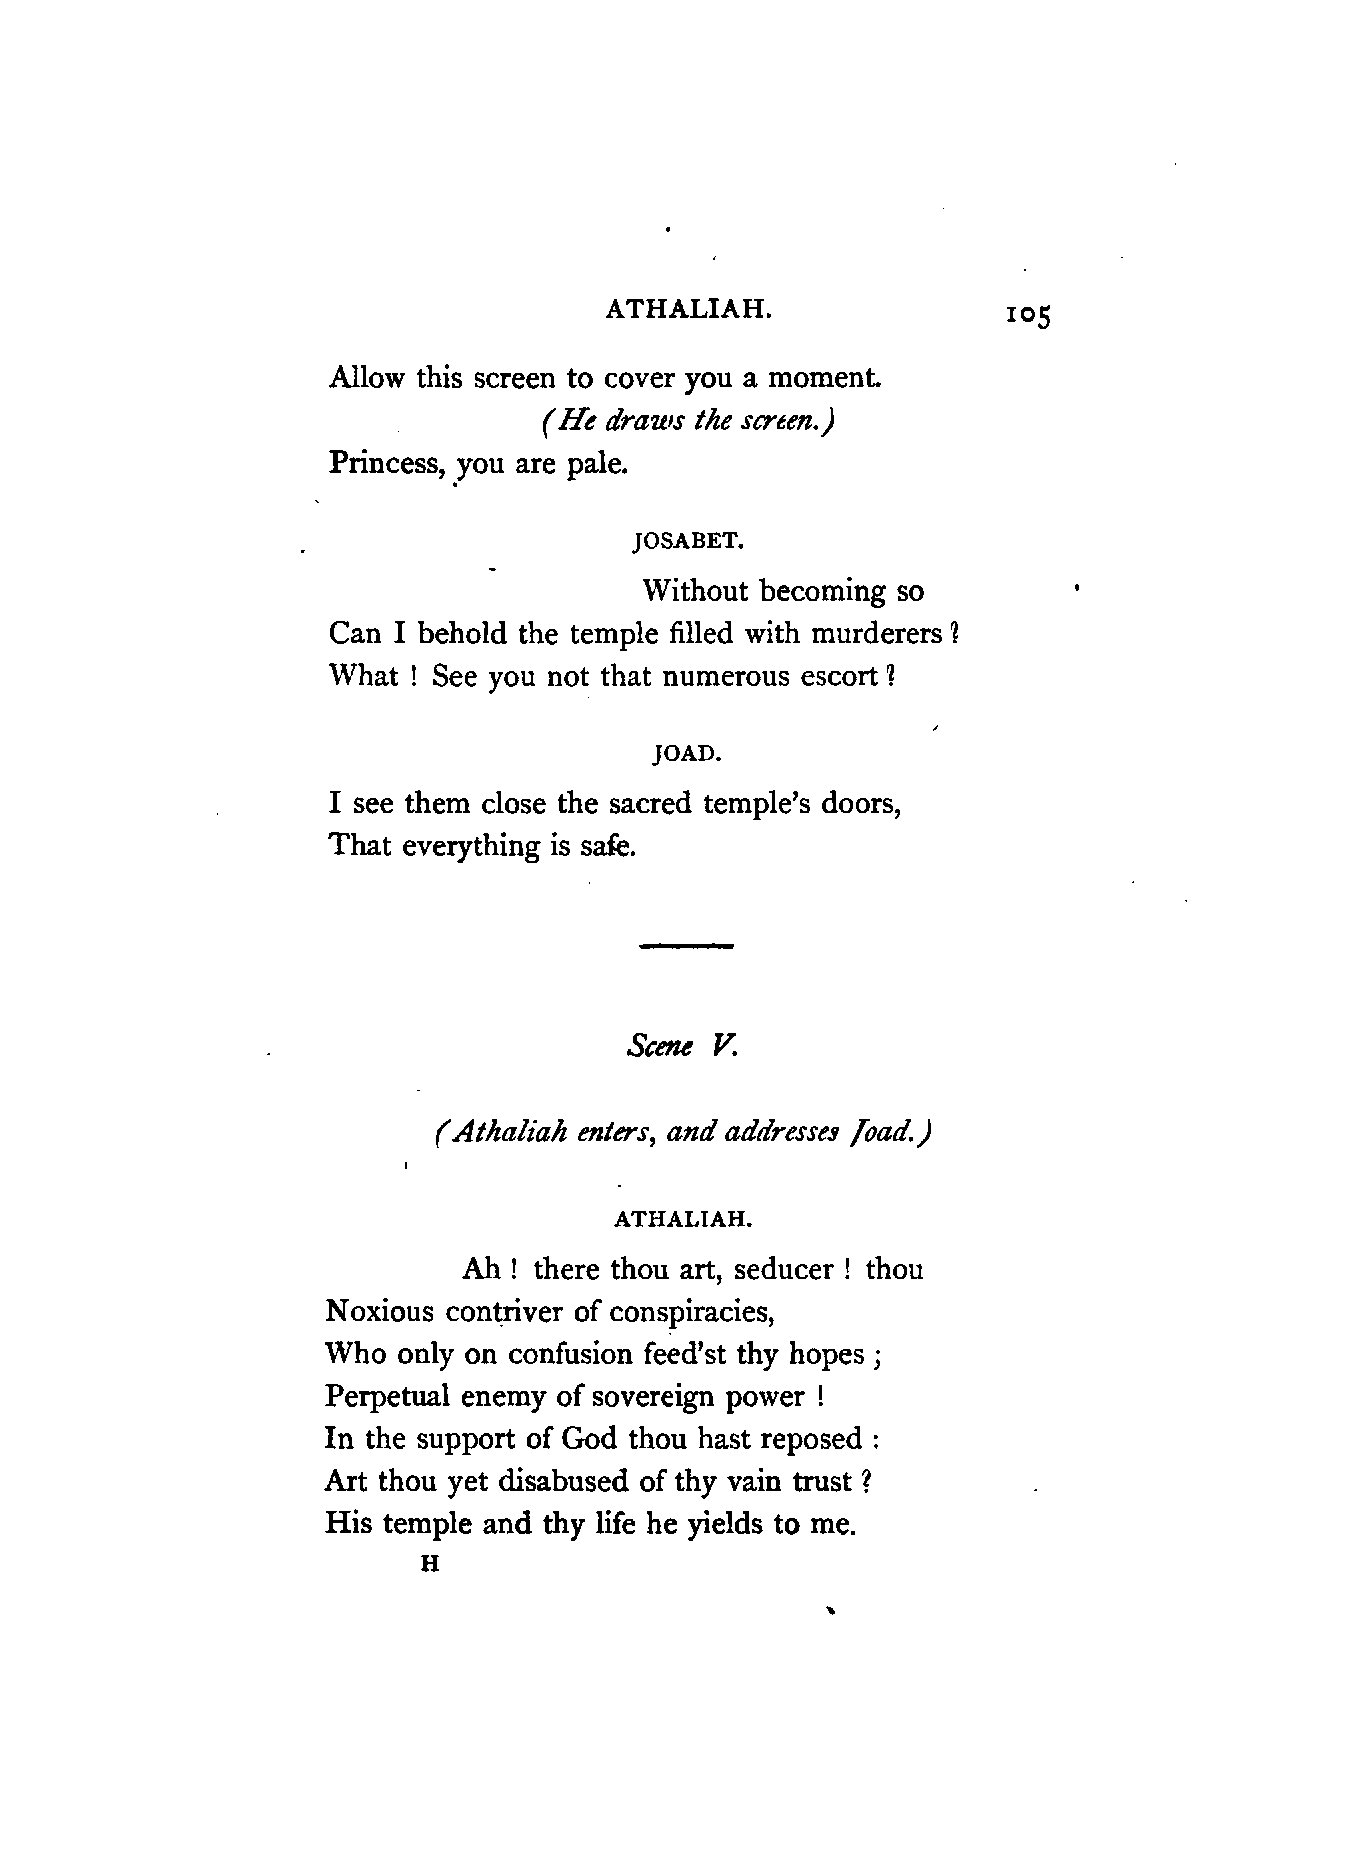 ATHALIAH. 105
Allow this screen to cover you a moment.
(He draws the screen.)
Princess, you are pale.
JOSABET.
Without becoming so
Can I behold the temple filled with murderers?
What! See you not that numerous escort?
JOAD.
I see them close the sacred temple's doors,
That everything is safe.
Scene V.
(Athaliah enters, and addresses Joad.)
ATHALIAH.
Ah! there thou art, seducer! thou
Noxious contriver of conspiracies,
Who only on confusion feed'st thy hopes;
Perpetual enemy of sovereign power!
In the support of God thou hast reposed:
Art thou yet disabused of thy vain trust?
His temple and thy life he yields to me.
H